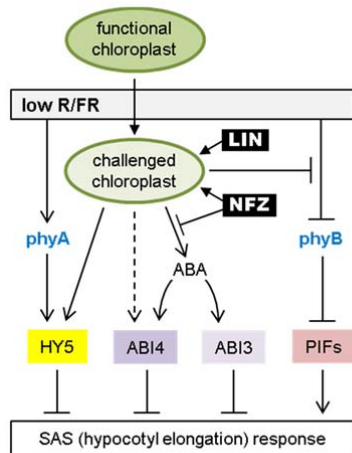 functional
chloroplast
low R/FR
LIN
challenged
chloroplast
NFZ
phyA
phyB
ABA
HY5
ABI4
ABI3
PIFs
SAS (hypocotyl elongation) response